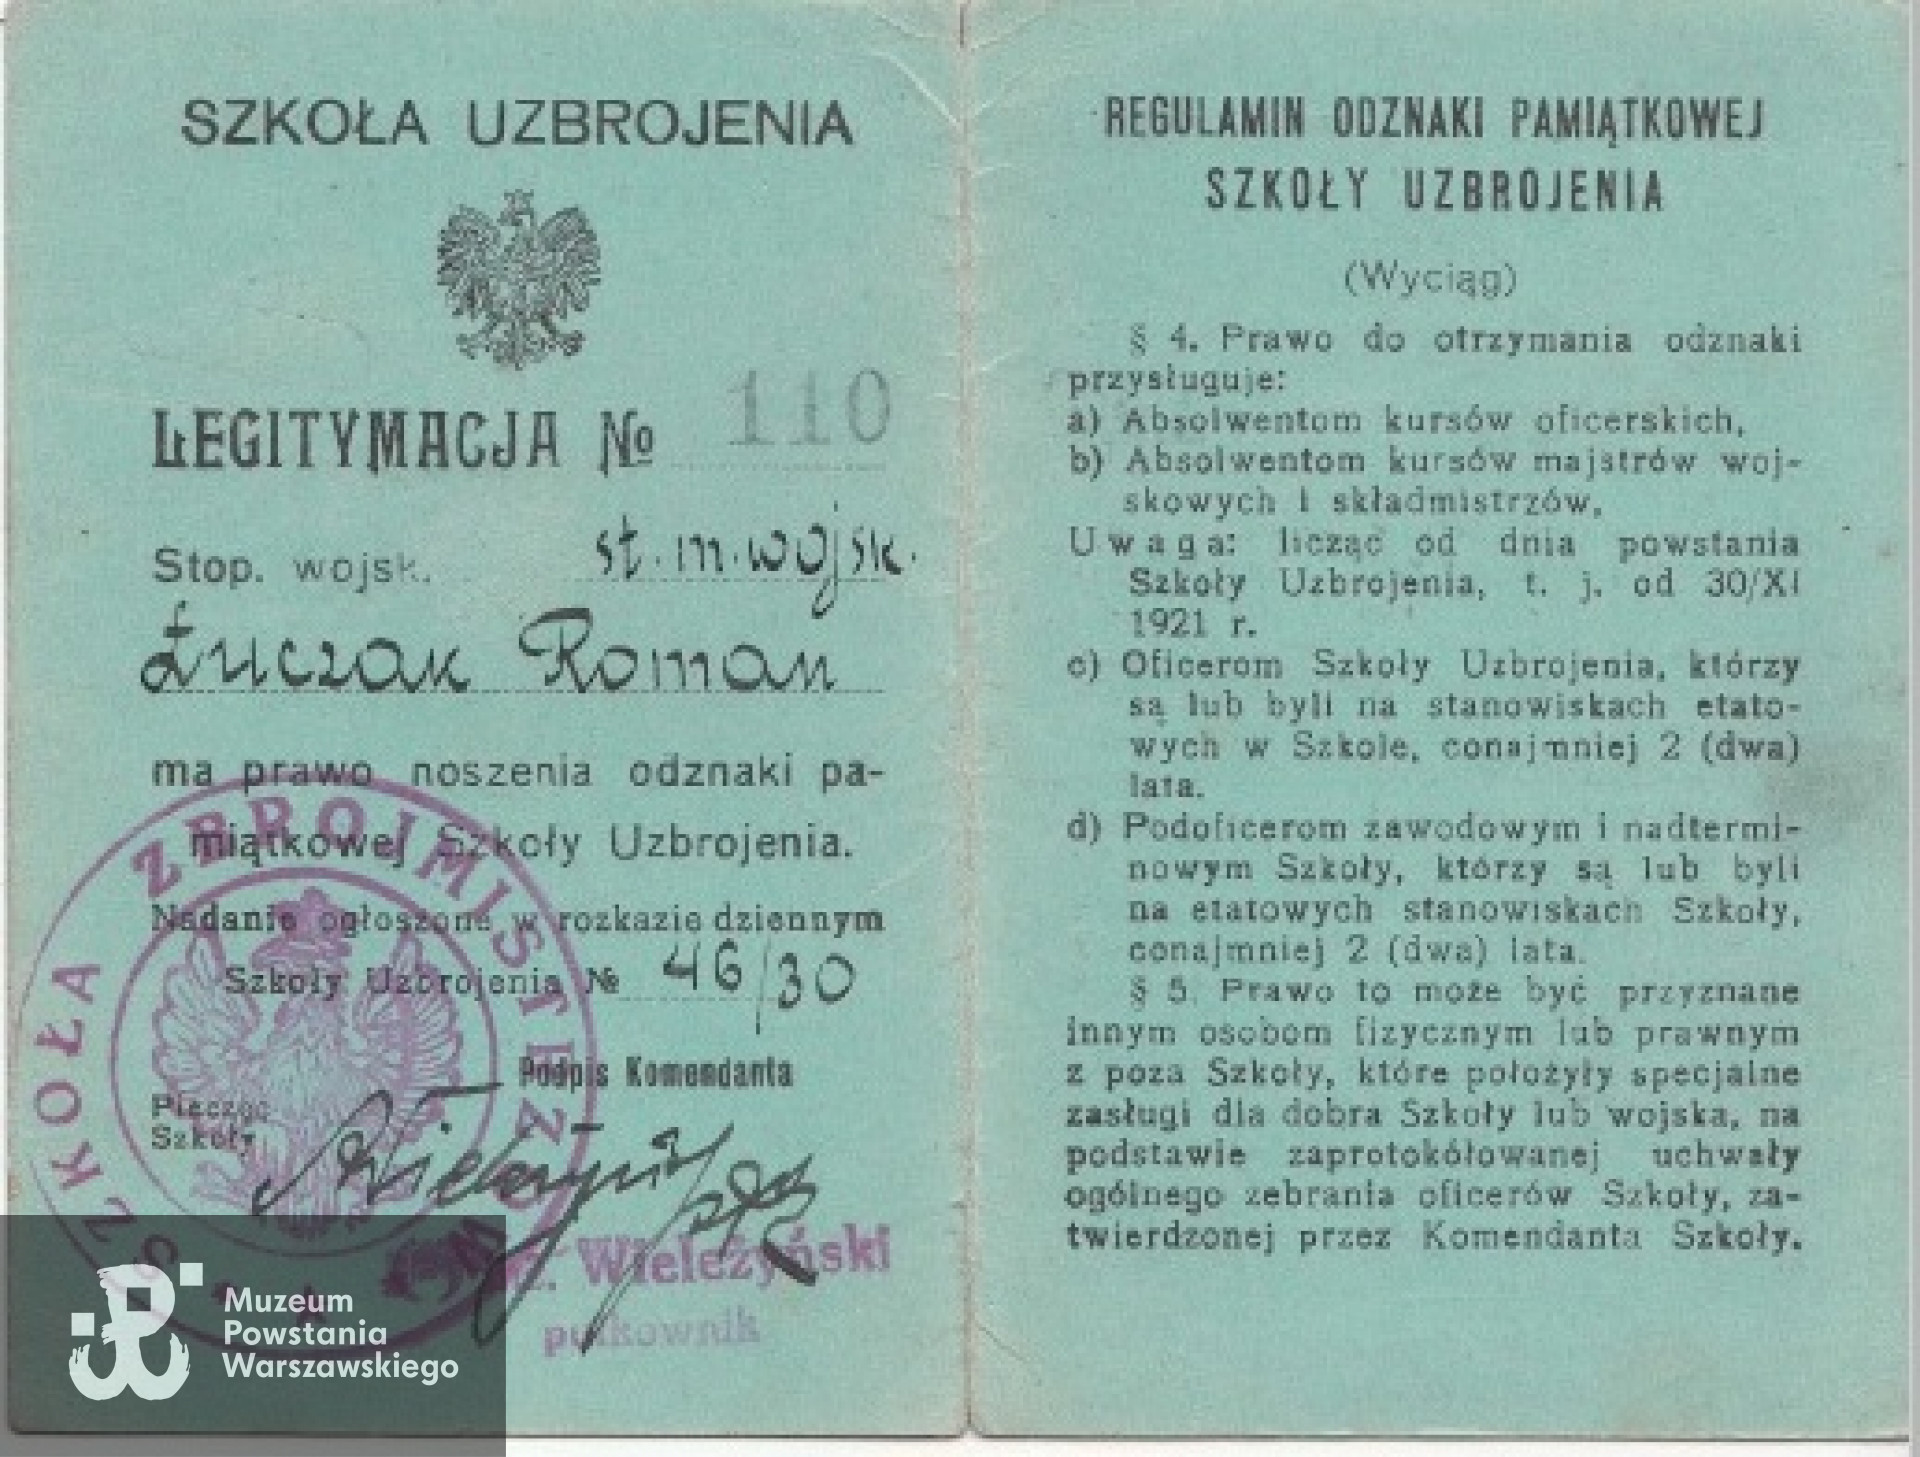 SZKOŁA UZBROJENIA
LEGITYMACJA № 110
Stop. wojsk. st. m. wojsk.
Łuczak Roman
ma prawo noszenia odznaki pa-
miątkowej Szkoły Uzbrojenia.
Nadanie ogłoszone w rozkazie dziennym
Szkoły Uzbrojenia № 46/30
Podpis Komendanta
Pieczęć
Szkoły
SZKOŁA ZBROJMISTRZOW
Wieleżyński
pułkownik
Muzeum
Powstania
Warszawskiego
REGULAMIN ODZNAKI PAMIĄTKOWEJ
SZKOŁY UZBROJENIA
(Wyciąg)
§ 4. Prawo do otrzymania odznaki
przysługuje:
a) Absolwentom kursów oficerskich,
b) Absolwentom kursów majstrów woj-
skowych i składmistrzów,
Uwaga: licząc od dnia powstania
Szkoły Uzbrojenia, t. j. od 30/XI
1921 r.
c) Oficerom Szkoły Uzbrojenia, którzy
są lub byli na stanowiskach etato-
wych w Szkole, conajmniej 2 (dwa)
lata.
d) Podoficerom zawodowym i nadtermi-
nowym Szkoły, którzy są lub byli
na etatowych stanowiskach Szkoły,
conajmniej 2 (dwa) lata.
§ 5. Prawo to może być przyznane
innym osobom fizycznym lub prawnym
z poza Szkoły, które położyły specjalne
zasługi dla dobra Szkoły lub wojska, na
podstawie zaprotokółowanej uchwały
ogólnego zebrania oficerów Szkoły, za-
twierdzonej przez Komendanta Szkoły.